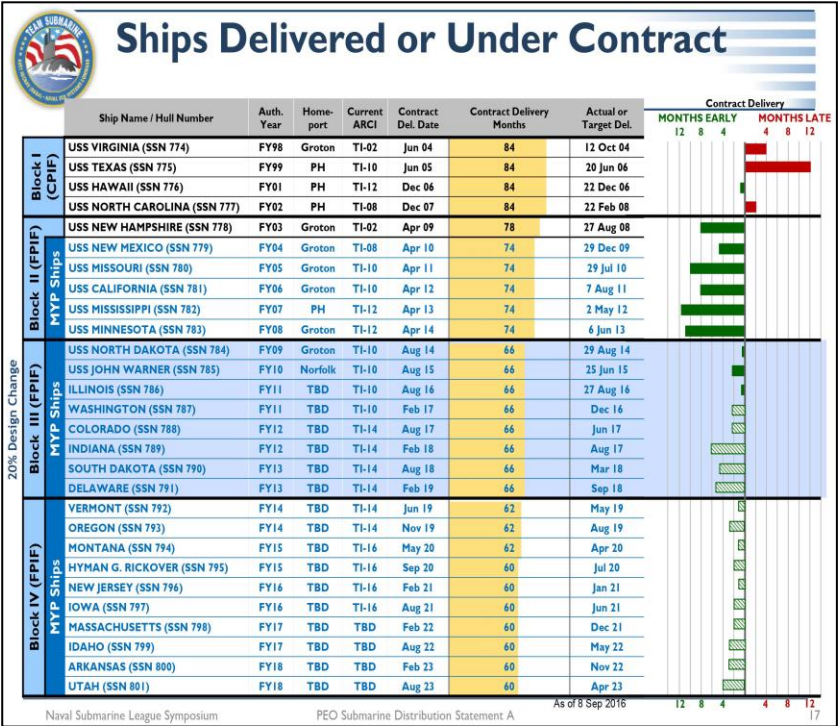 TEAM SUBMARINE
Ships Delivered or Under Contract
Contract Delivery
MONTHS EARLY MONTHS LATE
12 8 4 4 8 12
Ship Name / Hull Number Auth. Year Home-port Current ARCI Contract Del. Date Contract Delivery Months Actual or Target Del.
Block I (CPIF)
USS VIRGINIA (SSN 774) FY98 Groton TI-02 Jun 04 84 12 Oct 04
USS TEXAS (SSN 775) FY99 PH TI-10 Jun 05 84 20 Jun 06
USS HAWAII (SSN 776) FY01 PH TI-12 Dec 06 84 22 Dec 06
USS NORTH CAROLINA (SSN 777) FY02 PH TI-08 Dec 07 84 22 Feb 08
Block II (FPIF)
USS NEW HAMPSHIRE (SSN 778) FY03 Groton TI-02 Apr 09 78 27 Aug 08
MYP Ships
USS NEW MEXICO (SSN 779) FY04 Groton TI-08 Apr 10 74 29 Dec 09
USS MISSOURI (SSN 780) FY05 Groton TI-10 Apr 11 74 29 Jul 10
USS CALIFORNIA (SSN 781) FY06 Groton TI-10 Apr 12 74 7 Aug 11
USS MISSISSIPPI (SSN 782) FY07 PH TI-12 Apr 13 74 2 May 12
USS MINNESOTA (SSN 783) FY08 Groton TI-12 Apr 14 74 6 Jun 13
20% Design Change
Block III (FPIF)
MYP Ships
USS NORTH DAKOTA (SSN 784) FY09 Groton TI-10 Aug 14 66 29 Aug 14
USS JOHN WARNER (SSN 785) FY10 Norfolk TI-10 Aug 15 66 25 Jun 15
ILLINOIS (SSN 786) FY11 TBD TI-10 Aug 16 66 27 Aug 16
WASHINGTON (SSN 787) FY11 TBD TI-10 Feb 17 66 Dec 16
COLORADO (SSN 788) FY12 TBD TI-14 Aug 17 66 Jun 17
INDIANA (SSN 789) FY12 TBD TI-14 Feb 18 66 Aug 17
SOUTH DAKOTA (SSN 790) FY13 TBD TI-14 Aug 18 66 Mar 18
DELAWARE (SSN 791) FY13 TBD TI-14 Feb 19 66 Sep 18
Block IV (FPIF)
MYP Ships
VERMONT (SSN 792) FY14 TBD TI-14 Jun 19 62 May 19
OREGON (SSN 793) FY14 TBD TI-14 Nov 19 62 Aug 19
MONTANA (SSN 794) FY15 TBD TI-16 May 20 62 Apr 20
HYMAN G. RICKOVER (SSN 795) FY15 TBD TI-16 Sep 20 60 Jul 20
NEW JERSEY (SSN 796) FY16 TBD TI-16 Feb 21 60 Jan 21
IOWA (SSN 797) FY16 TBD TI-16 Aug 21 60 Jun 21
MASSACHUSETTS (SSN 798) FY17 TBD TBD Feb 22 60 Dec 21
IDAHO (SSN 799) FY17 TBD TBD Aug 22 60 May 22
ARKANSAS (SSN 800) FY18 TBD TBD Feb 23 60 Nov 22
UTAH (SSN 801) FY18 TBD TBD Aug 23 60 Apr 23
As of 8 Sep 2016
12 8 4 4 8 12
Naval Submarine League Symposium PEO Submarine Distribution Statement A 17